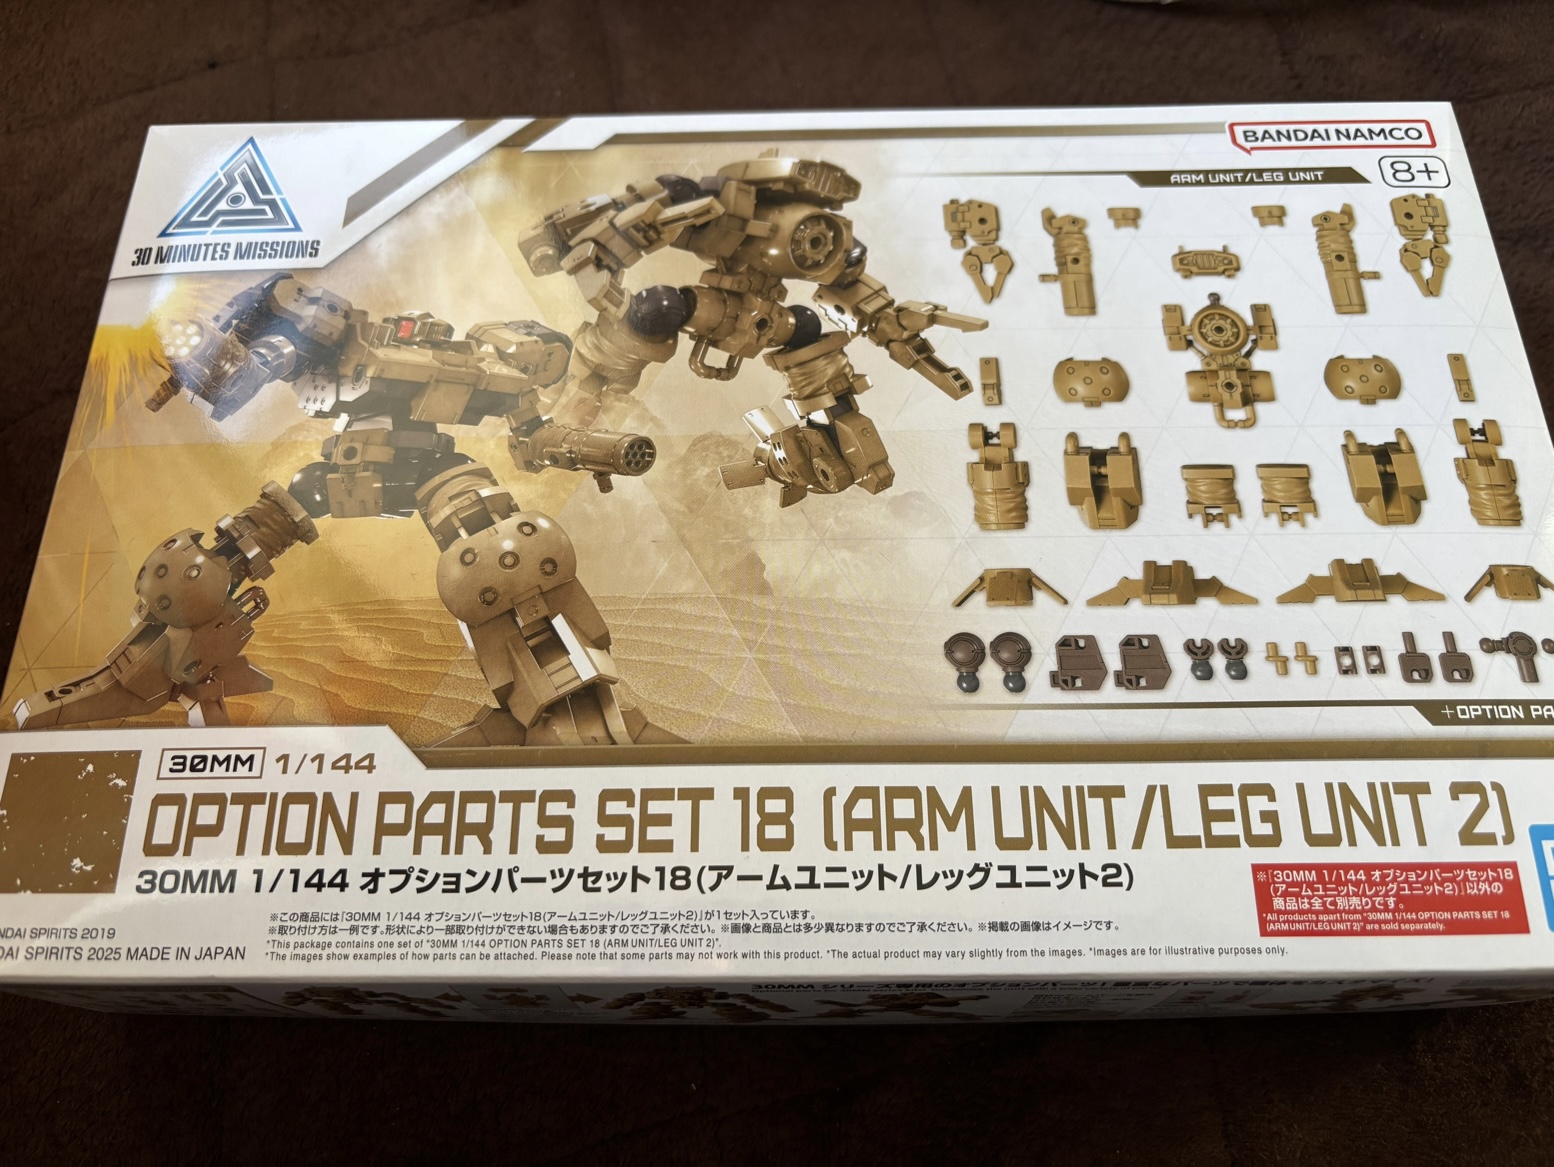 30 MINUTES MISSIONS
BANDAI NAMCO
8+
ARM UNIT/LEG UNIT
+OPTION PA
30MM 1/144
OPTION PARTS SET 18 (ARM UNIT/LEG UNIT 2)
30MM 1/144 オプションパーツセット18(アームユニット/レッグユニット2)
※『30MM 1/144 オプションパーツセット18
(アームユニット/レッグユニット2)』以外の
商品は全て別売りです。
*All products apart from "30MM 1/144 OPTION PARTS SET 18
(ARM UNIT/LEG UNIT 2)" are sold separately.
※この商品には『30MM 1/144 オプションパーツセット18(アームユニット/レッグユニット2)』が1セット入っています。
※取り付け方は一例です。形状により一部取り付けができない場合もありますのでご了承ください。※画像と商品とは多少異なりますのでご了承ください。※掲載の画像はイメージです。
*This package contains one set of "30MM 1/144 OPTION PARTS SET 18 (ARM UNIT/LEG UNIT 2)".
*The images show examples of how parts can be attached. Please note that some parts may not work with this product. *The actual product may vary slightly from the images. *Images are for illustrative purposes only.
NDAI SPIRITS 2019
DAI SPIRITS 2025 MADE IN JAPAN